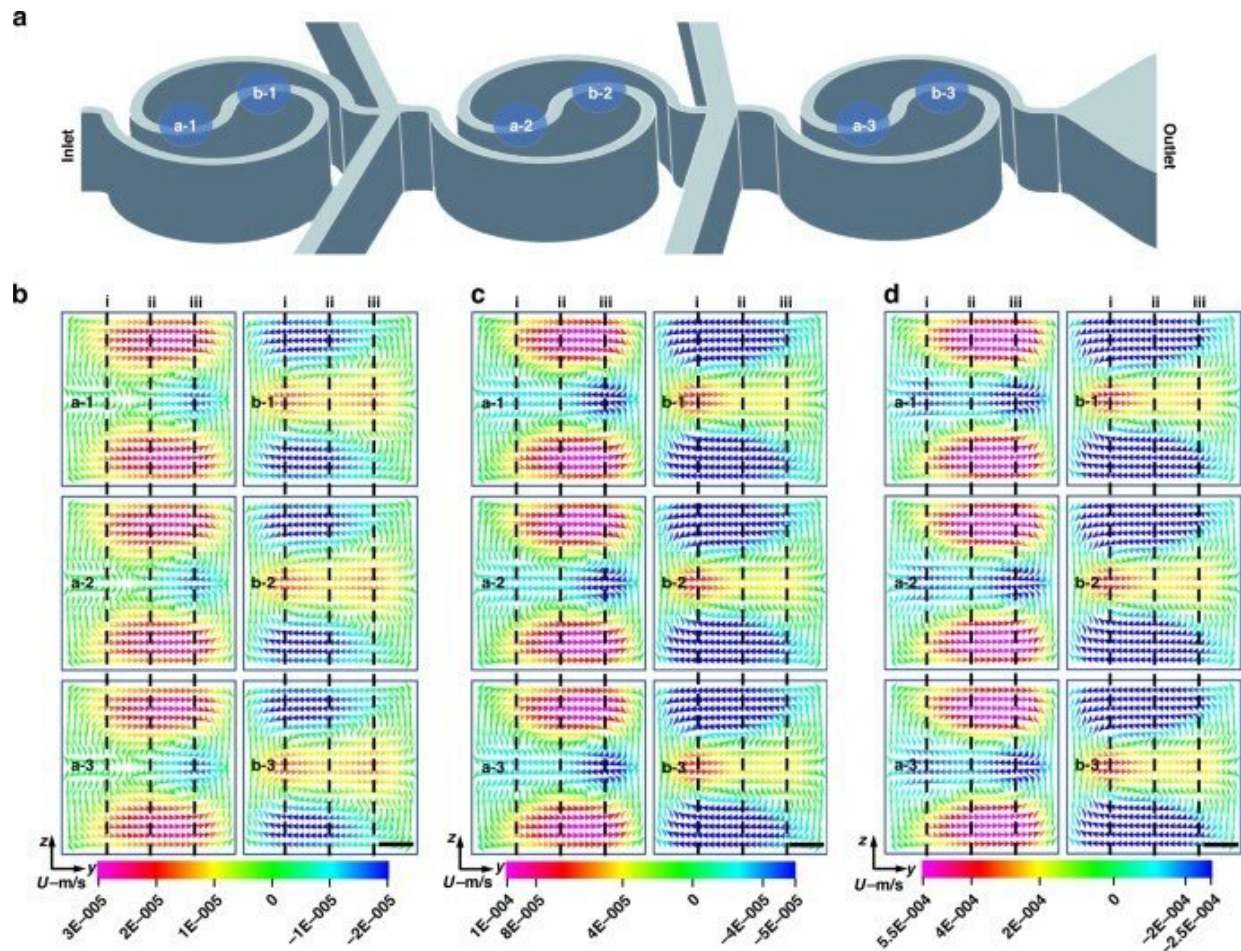 a
Inlet
a-1
b-1
a-2
b-2
a-3
b-3
Outlet
b
i ii iii i ii iii
a-1 b-1
a-2 b-2
a-3 b-3
z
y
U–m/s
3E–005 2E–005 1E–005 0 –1E–005 –2E–005
c
i ii iii i ii iii
a-1 b-1
a-2 b-2
a-3 b-3
z
y
U–m/s
1E–004 8E–005 4E–005 0 –4E–005 –5E–005
d
i ii iii i ii iii
a-1 b-1
a-2 b-2
a-3 b-3
z
y
U–m/s
5.5E–004 4E–004 2E–004 0 –2E–004 –2.5E–004